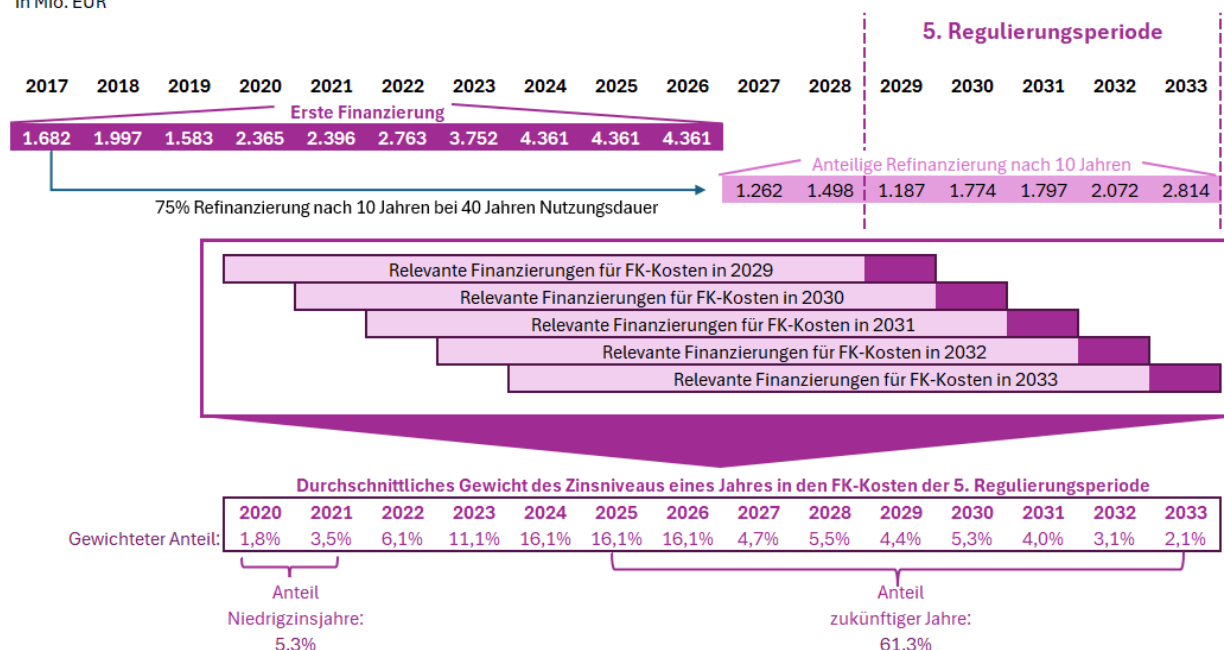 in Mio. EUR
5. Regulierungsperiode
2017 2018 2019 2020 2021 2022 2023 2024 2025 2026 2027 2028 2029 2030 2031 2032 2033
Erste Finanzierung
1.682 1.997 1.583 2.365 2.396 2.763 3.752 4.361 4.361 4.361
Anteilige Refinanzierung nach 10 Jahren
1.262 1.498 1.187 1.774 1.797 2.072 2.814
75% Refinanzierung nach 10 Jahren bei 40 Jahren Nutzungsdauer
Relevante Finanzierungen für FK-Kosten in 2029
Relevante Finanzierungen für FK-Kosten in 2030
Relevante Finanzierungen für FK-Kosten in 2031
Relevante Finanzierungen für FK-Kosten in 2032
Relevante Finanzierungen für FK-Kosten in 2033
Durchschnittliches Gewicht des Zinsniveaus eines Jahres in den FK-Kosten der 5. Regulierungsperiode
2020 2021 2022 2023 2024 2025 2026 2027 2028 2029 2030 2031 2032 2033
Gewichteter Anteil: 1,8% 3,5% 6,1% 11,1% 16,1% 16,1% 16,1% 4,7% 5,5% 4,4% 5,3% 4,0% 3,1% 2,1%
Anteil
Niedrigzinsjahre:
5.3%
Anteil
zukünftiger Jahre:
61.3%